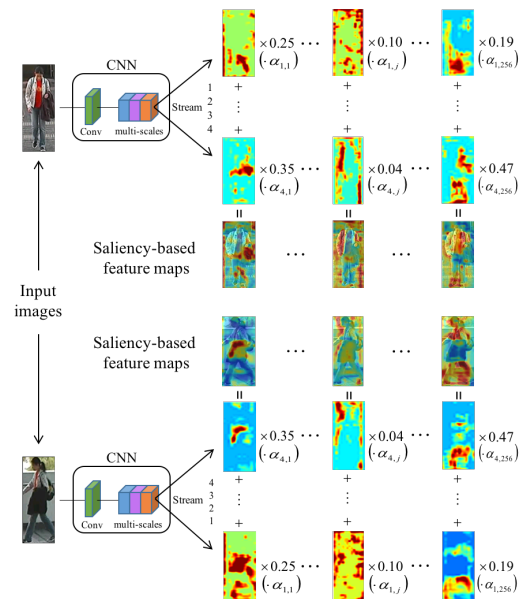 ×0.25 ··· ×0.10 ··· ×0.19
(·α1,1) (·α1,j) (·α1,256)
CNN
Conv multi-scales
Stream
1 + + +
2 ⋮ ⋮ ⋮
3
4 + + +
×0.35 ··· ×0.04 ··· ×0.47
(·α4,1) (·α4,j) (·α4,256)
= = =
Saliency-based
feature maps
··· ···
Input
images
Saliency-based
feature maps
··· ···
= = =
×0.35 ··· ×0.04 ··· ×0.47
(·α4,1) (·α4,j) (·α4,256)
CNN
Conv multi-scales
Stream
4 + + +
3 ⋮ ⋮ ⋮
2
1 + + +
×0.25 ··· ×0.10 ··· ×0.19
(·α1,1) (·α1,j) (·α1,256)